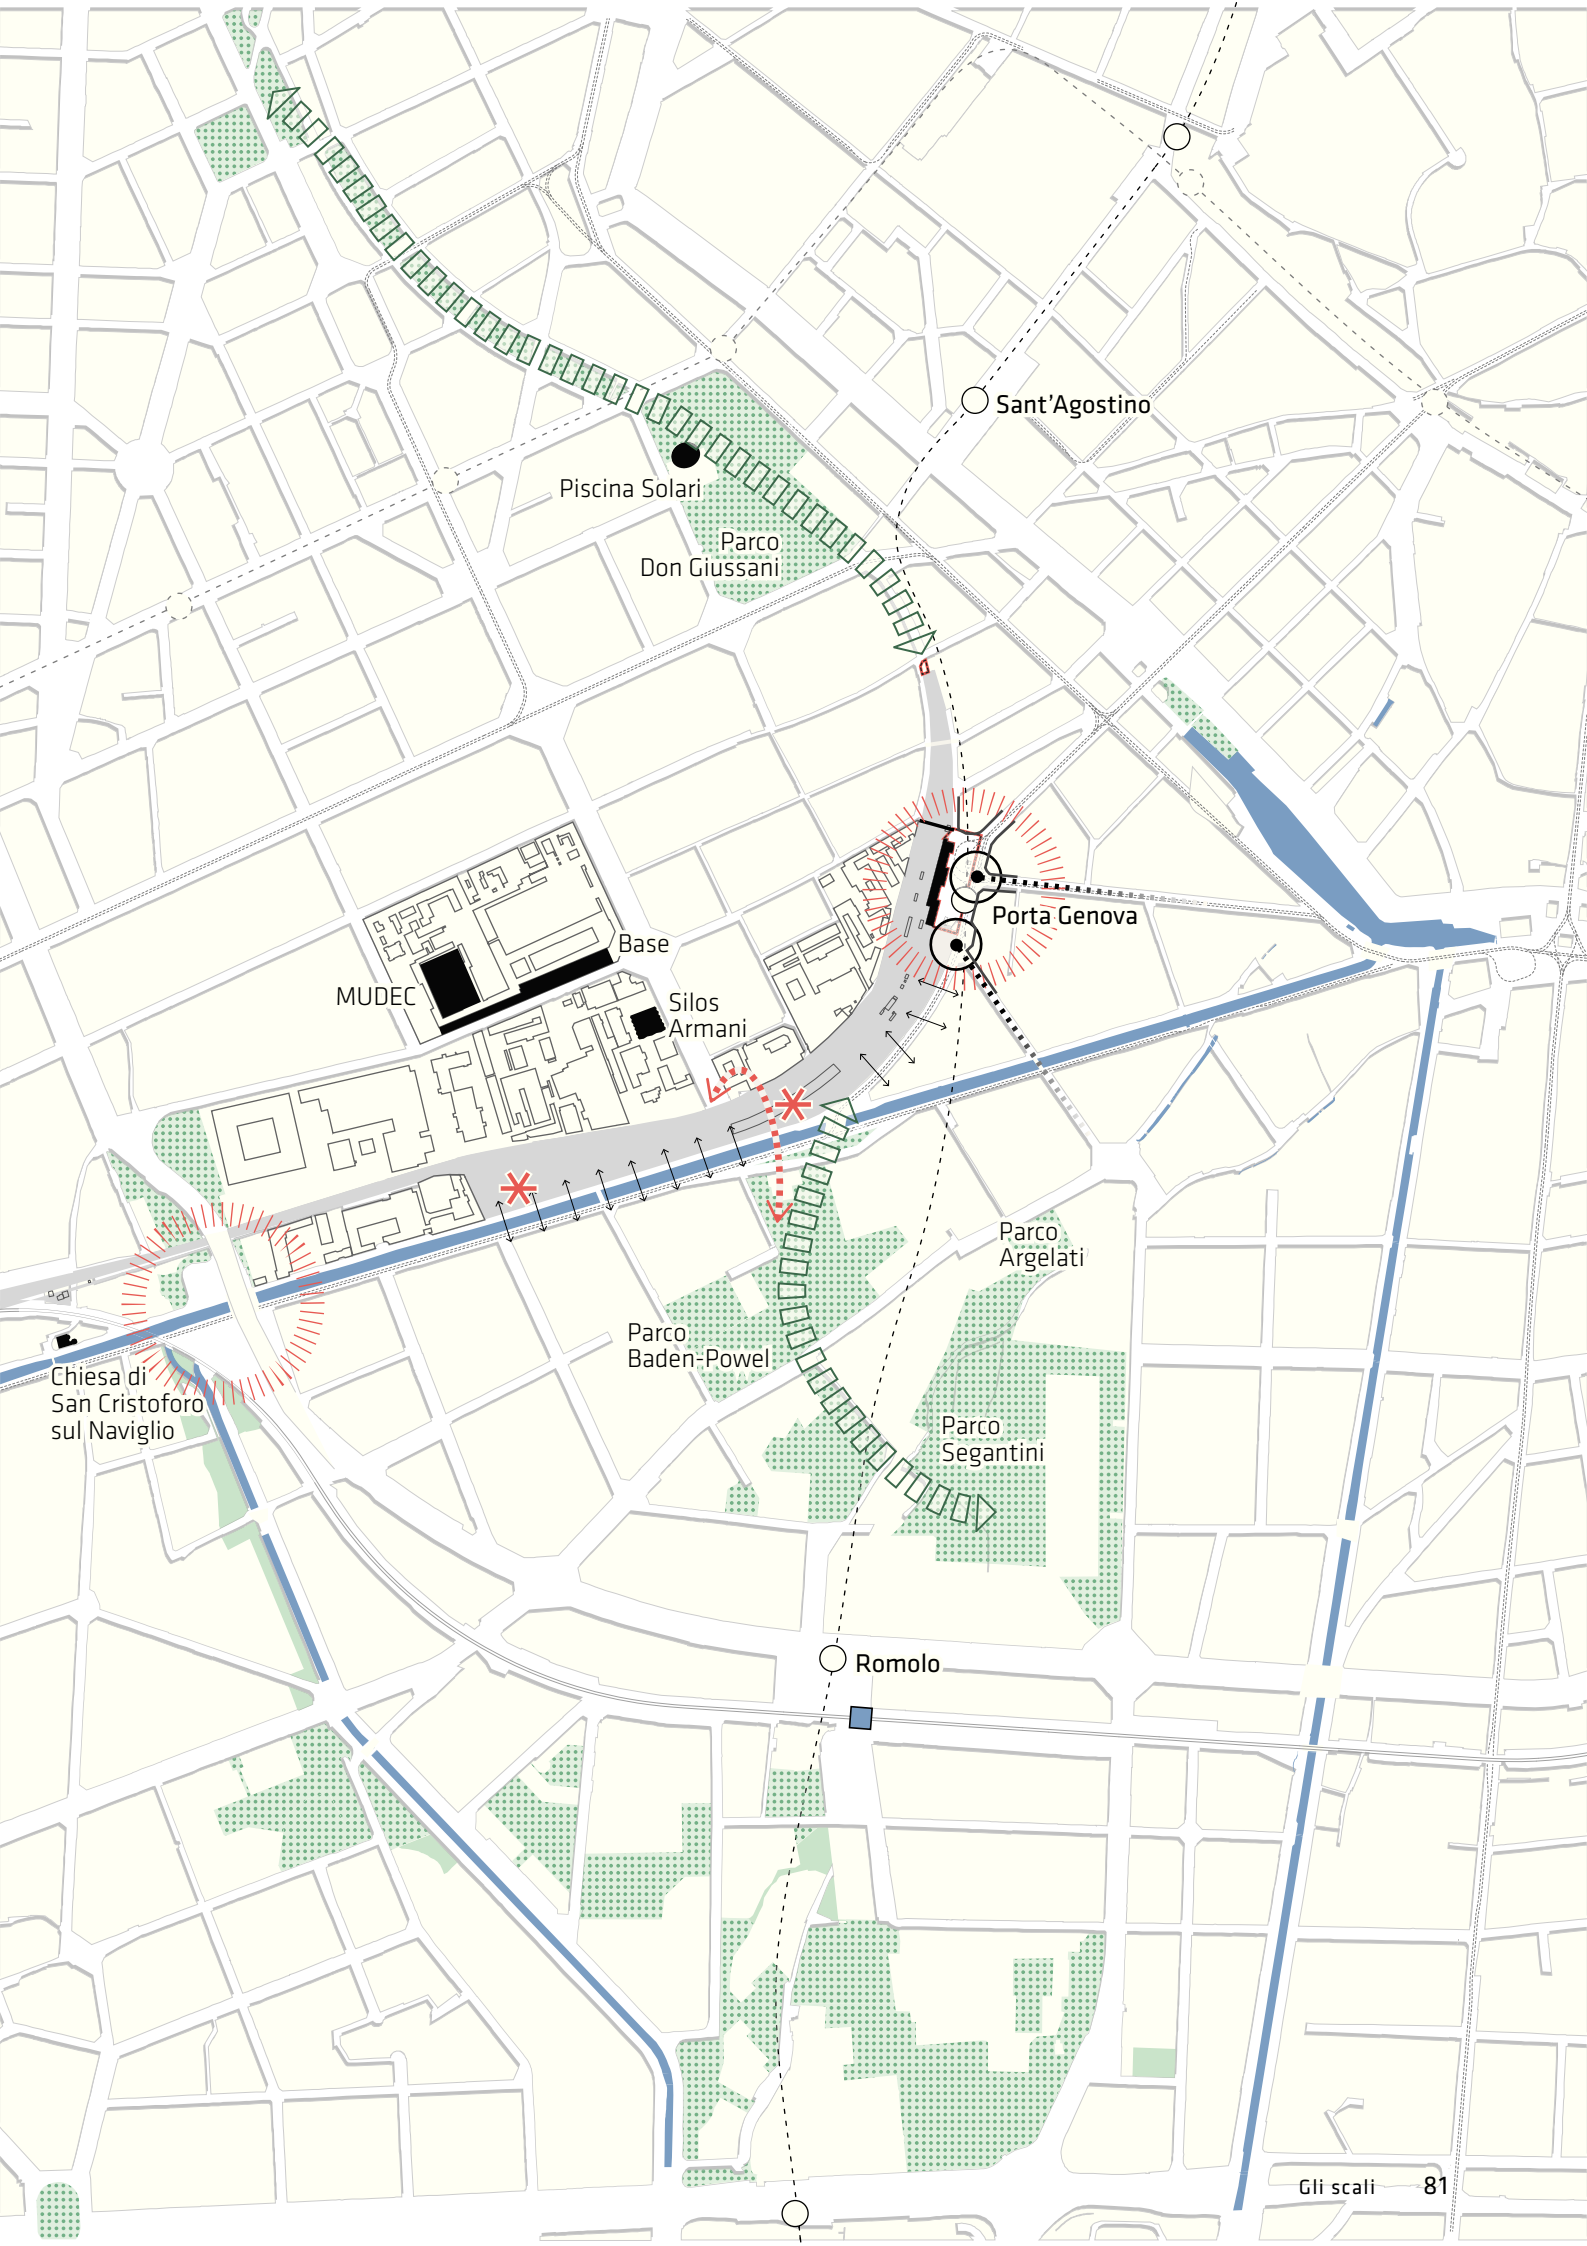 Sant'Agostino
Piscina Solari
Parco
Don Giussani
Porta Genova
Base
MUDEC
Silos
Armani
Parco
Argelati
Parco
Baden-Powel
Chiesa di
San Cristoforo
sul Naviglio
Parco
Segantini
Romolo
Gli scali 81